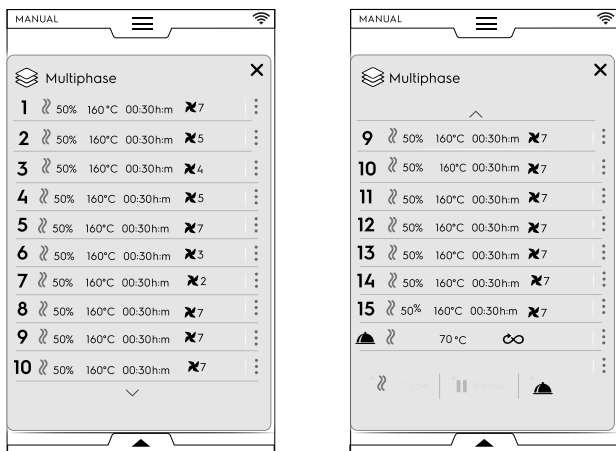 MANUAL
Multiphase
1 50% 160°C 00:30h:m 7
2 50% 160°C 00:30h:m 5
3 50% 160°C 00:30h:m 4
4 50% 160°C 00:30h:m 5
5 50% 160°C 00:30h:m 7
6 50% 160°C 00:30h:m 3
7 50% 160°C 00:30h:m 2
8 50% 160°C 00:30h:m 7
9 50% 160°C 00:30h:m 7
10 50% 160°C 00:30h:m 7
MANUAL
Multiphase
9 50% 160°C 00:30h:m 7
10 50% 160°C 00:30h:m 7
11 50% 160°C 00:30h:m 7
12 50% 160°C 00:30h:m 7
13 50% 160°C 00:30h:m 7
14 50% 160°C 00:30h:m 7
15 50% 160°C 00:30h:m 7
70°C
Cycle Pause